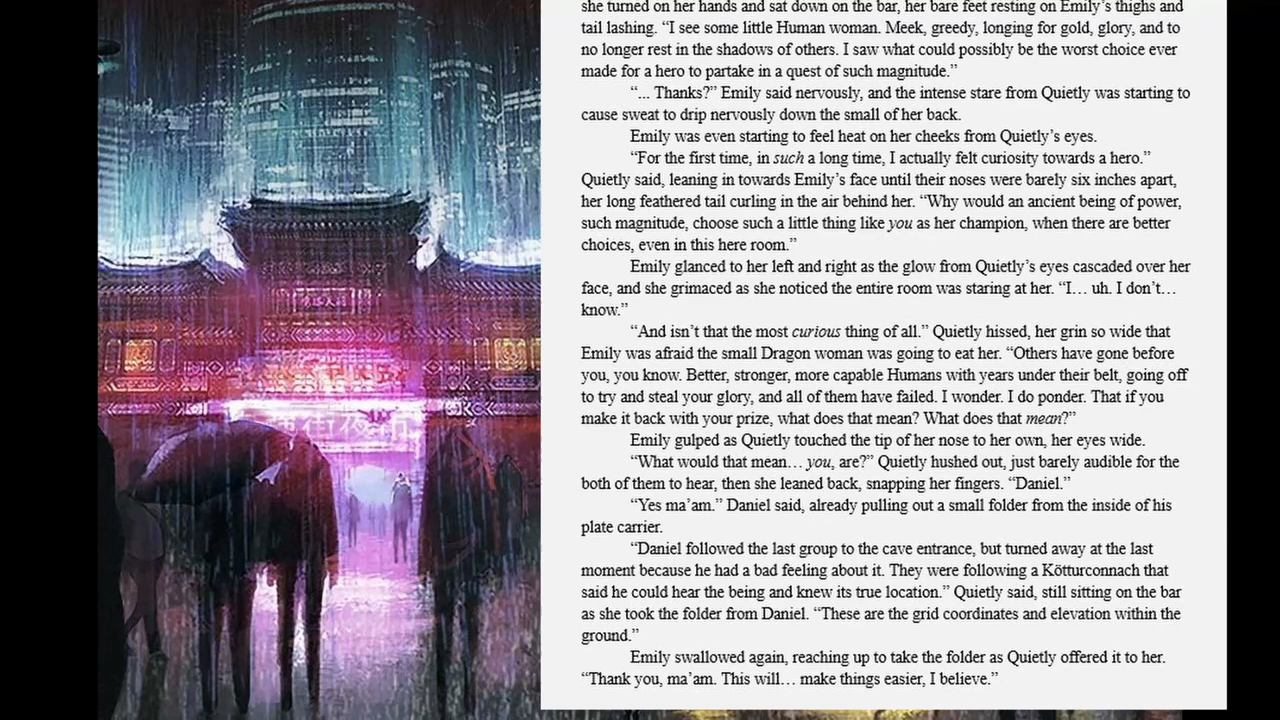 she turned on her hands and sat down on the bar, her bare feet resting on Emily’s thighs and
tail lashing. “I see some little Human woman. Meek, greedy, longing for gold, glory, and to
no longer rest in the shadows of others. I saw what could possibly be the worst choice ever
made for a hero to partake in a quest of such magnitude.”
“... Thanks?” Emily said nervously, and the intense stare from Quietly was starting to
cause sweat to drip nervously down the small of her back.
Emily was even starting to feel heat on her cheeks from Quietly’s eyes.
“For the first time, in such a long time, I actually felt curiosity towards a hero.”
Quietly said, leaning in towards Emily’s face until their noses were barely six inches apart,
her long feathered tail curling in the air behind her. “Why would an ancient being of power,
such magnitude, choose such a little thing like you as her champion, when there are better
choices, even in this here room.”
Emily glanced to her left and right as the glow from Quietly’s eyes cascaded over her
face, and she grimaced as she noticed the entire room was staring at her. “I… uh. I don’t…
know.”
“And isn’t that the most curious thing of all.” Quietly hissed, her grin so wide that
Emily was afraid the small Dragon woman was going to eat her. “Others have gone before
you, you know. Better, stronger, more capable Humans with years under their belt, going off
to try and steal your glory, and all of them have failed. I wonder. I do ponder. That if you
make it back with your prize, what does that mean? What does that mean?”
Emily gulped as Quietly touched the tip of her nose to her own, her eyes wide.
“What would that mean… you, are?” Quietly hushed out, just barely audible for the
both of them to hear, then she leaned back, snapping her fingers. “Daniel.”
“Yes ma’am.” Daniel said, already pulling out a small folder from the inside of his
plate carrier.
“Daniel followed the last group to the cave entrance, but turned away at the last
moment because he had a bad feeling about it. They were following a Kötturconnach that
said he could hear the being and knew its true location.” Quietly said, still sitting on the bar
as she took the folder from Daniel. “These are the grid coordinates and elevation within the
ground.”
Emily swallowed again, reaching up to take the folder as Quietly offered it to her.
“Thank you, ma’am. This will… make things easier, I believe.”